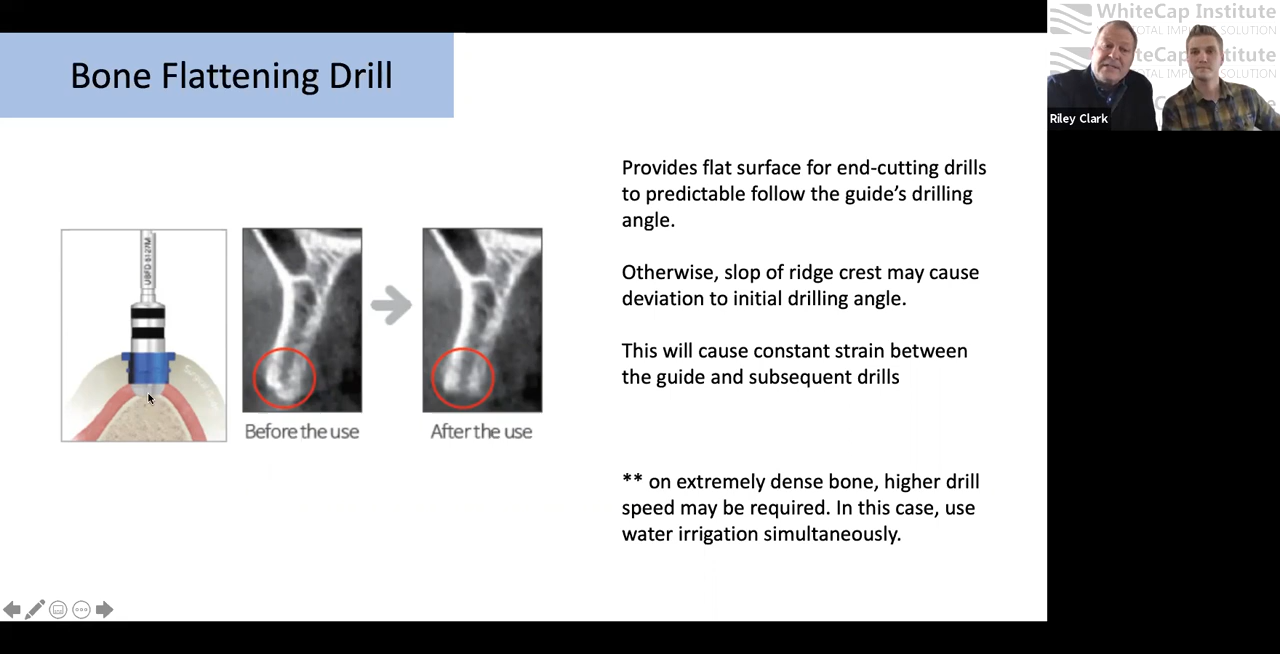 WhiteCap Institute
TOTAL IMPLANT SOLUTION
Bone Flattening Drill
Riley Clark
Provides flat surface for end-cutting drills
to predictable follow the guide's drilling
angle.
Otherwise, slop of ridge crest may cause
deviation to initial drilling angle.
This will cause constant strain between
the guide and subsequent drills
Before the use
After the use
** on extremely dense bone, higher drill
speed may be required. In this case, use
water irrigation simultaneously.